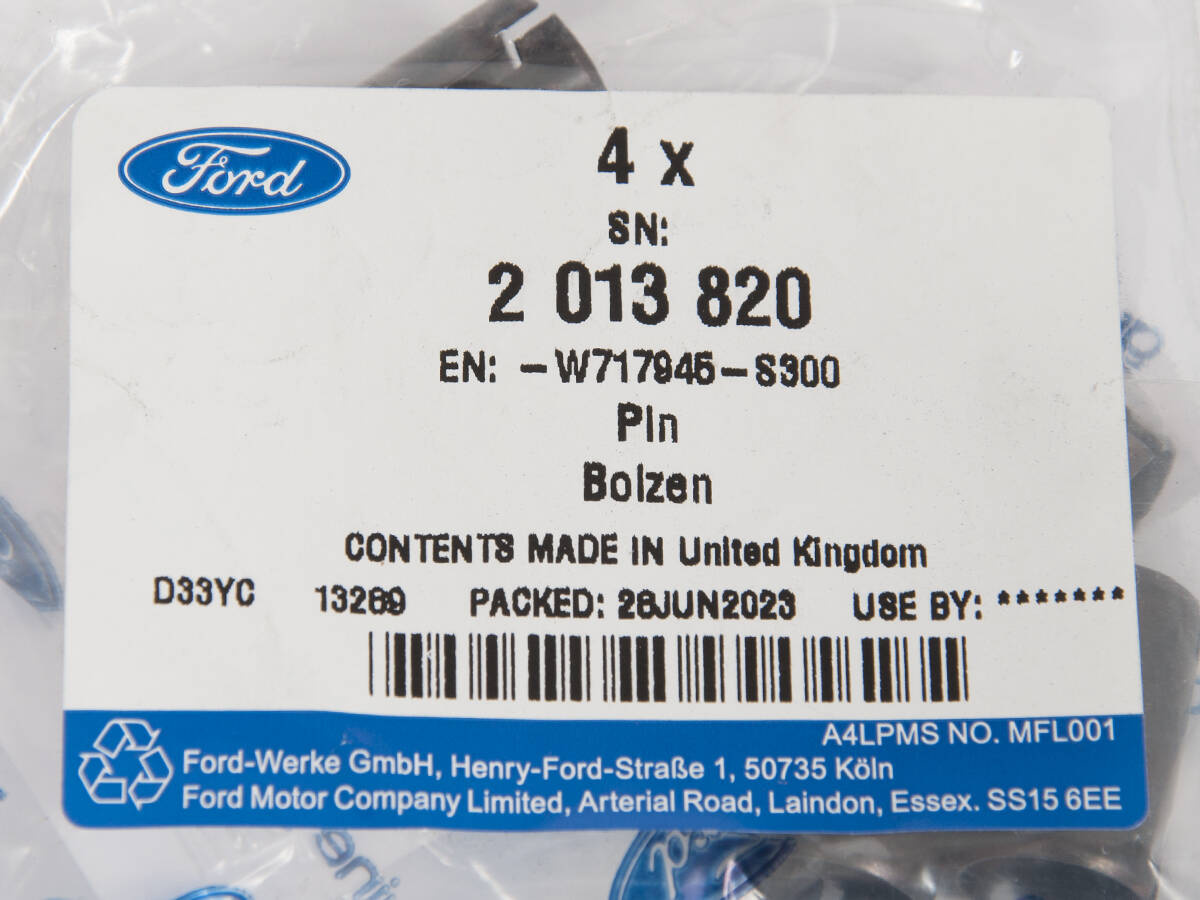 Ford
4 x
SN:
2 013 820
EN: -W717945-S300
Pin
Bolzen
CONTENTS MADE IN United Kingdom
D33YC 13269 PACKED: 28JUN2023 USE BY: *******
A4LPMS NO. MFL001
Ford-Werke GmbH, Henry-Ford-Straße 1, 50735 Köln
Ford Motor Company Limited, Arterial Road, Laindon, Essex. SS15 6EE
Ford